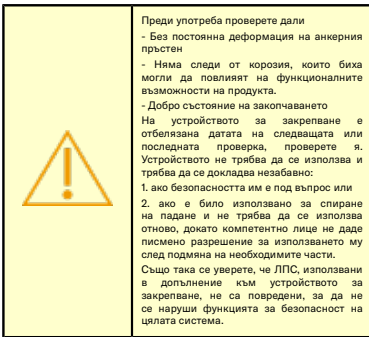 Преди употреба проверете дали
- Без постоянна деформация на анкерния
пръстен
- Няма следи от корозия, които биха
могли да повлияят на функционалните
възможности на продукта.
- Добро състояние на закопчаването
На устройството за закрепване е
отбелязана датата на следващата или
последната проверка, проверете я.
Устройството не трябва да се използва и
трябва да се докладва незабавно:
1. ако безопасността им е под въпрос или
2. ако е било използвано за спиране
на падане и не трябва да се използва
отново, докато компетентно лице не даде
писмено разрешение за използването му
след подмяна на необходимите части.
Също така се уверете, че ЛПС, използвани
в допълнение към устройството за
закрепване, не са повредени, за да не
се наруши функцията за безопасност на
цялата система.